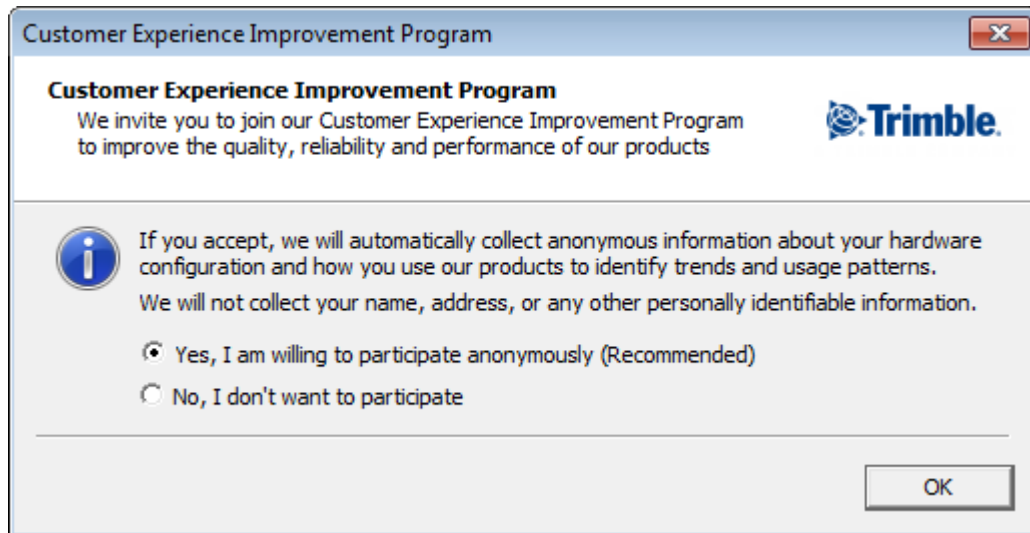 Customer Experience Improvement Program
Customer Experience Improvement Program
We invite you to join our Customer Experience Improvement Program
to improve the quality, reliability and performance of our products
Trimble.
If you accept, we will automatically collect anonymous information about your hardware
configuration and how you use our products to identify trends and usage patterns.
We will not collect your name, address, or any other personally identifiable information.
Yes, I am willing to participate anonymously (Recommended)
No, I don't want to participate
OK